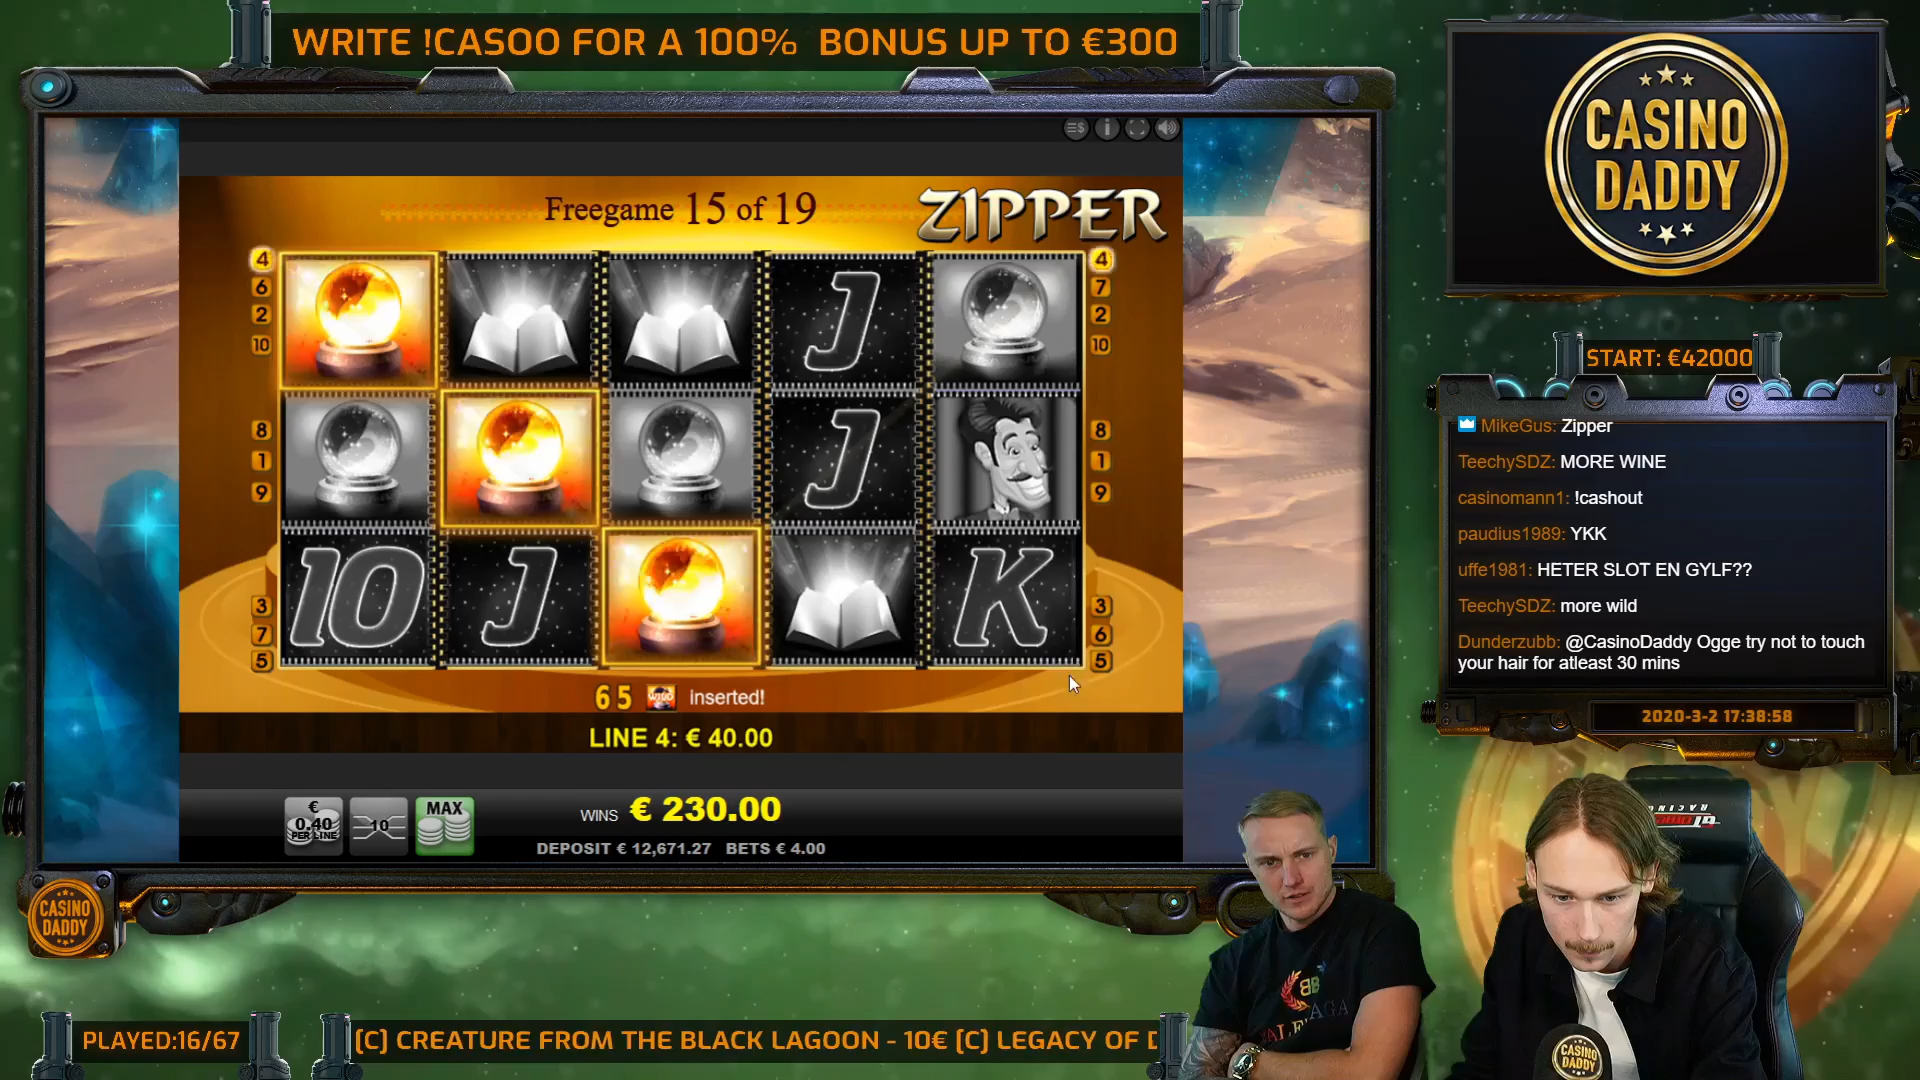 WRITE !CASOO FOR A 100% BONUS UP TO €300
CASINO
DADDY
Freegame 15 of 19
ZIPPER
4
6
2
10
8
1
9
3
7
5
4
7
2
10
8
1
9
3
6
5
J
J
10
J
K
65 WILD inserted!
LINE 4: € 40.00
€
0.40
PER LINE
10
MAX
WINS € 230.00
DEPOSIT € 12,671.27 BETS € 4.00
START: €42000
MikeGus: Zipper
TeechySDZ: MORE WINE
casinomann1: !cashout
paudius1989: YKK
uffe1981: HETER SLOT EN GYLF??
TeechySDZ: more wild
Dunderzubb: @CasinoDaddy Ogge try not to touch
your hair for atleast 30 mins
2020-3-2 17:38:58
CASINO
DADDY
PLAYED:16/67
[C] CREATURE FROM THE BLACK LAGOON - 10€ [C] LEGACY OF
CASINO
DADDY